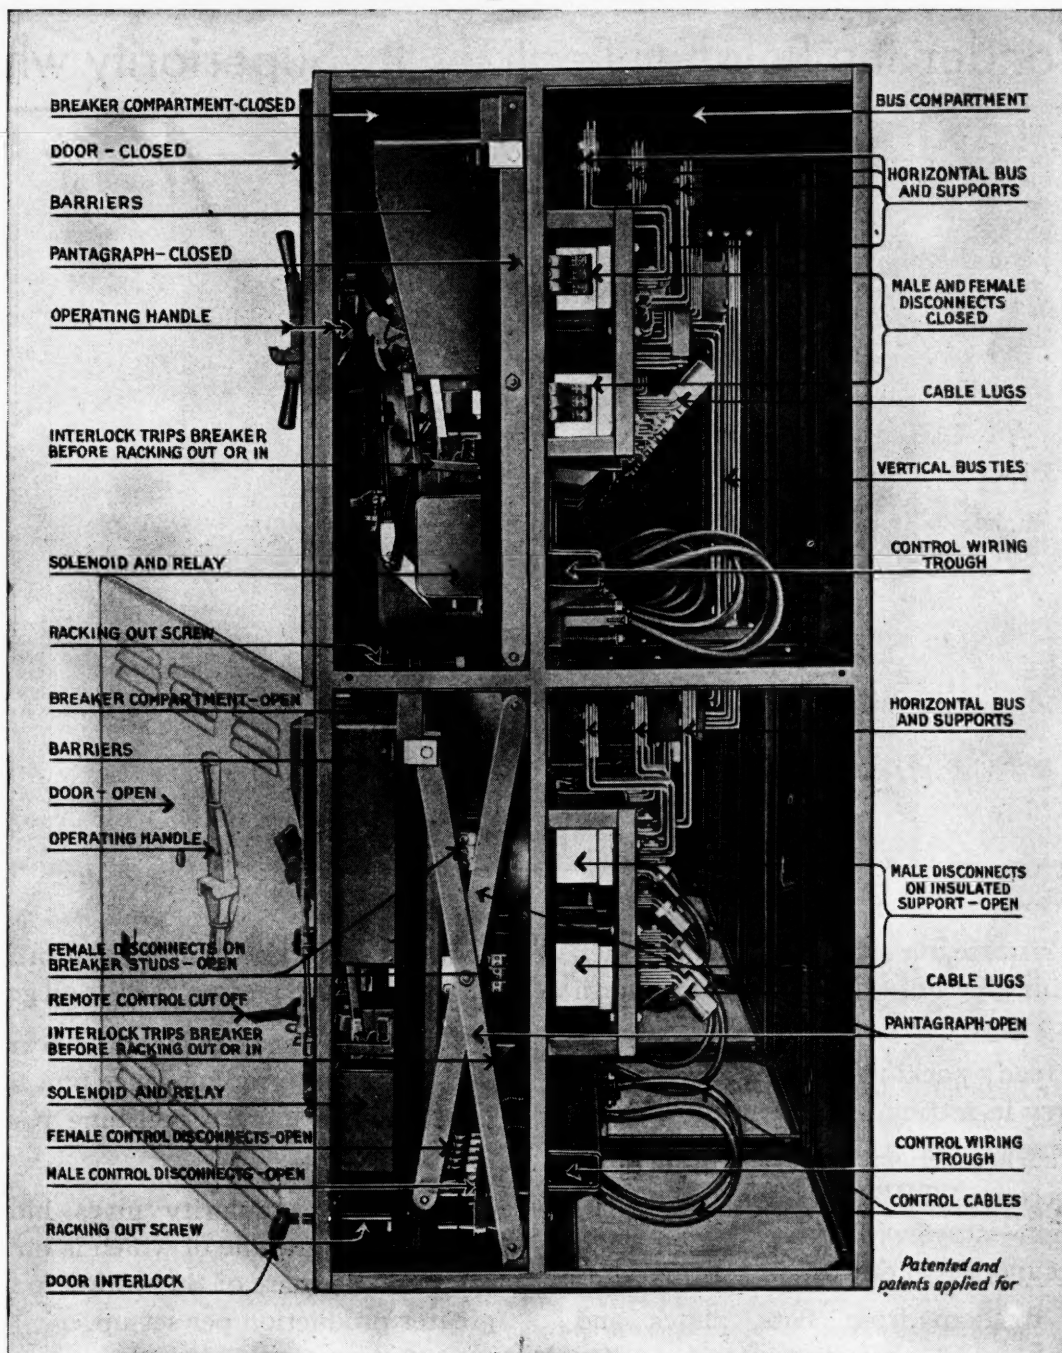 BREAKER COMPARTMENT-CLOSED
DOOR - CLOSED
BARRIERS
PANTAGRAPH-CLOSED
OPERATING HANDLE
INTERLOCK TRIPS BREAKER
BEFORE RACKING OUT OR IN
SOLENOID AND RELAY
RACKING OUT SCREW
BREAKER COMPARTMENT-OPEN
BARRIERS
DOOR - OPEN
OPERATING HANDLE
FEMALE DISCONNECTS ON
BREAKER STUDS-OPEN
REMOTE CONTROL CUT OFF
INTERLOCK TRIPS BREAKER
BEFORE RACKING OUT OR IN
SOLENOID AND RELAY
FEMALE CONTROL DISCONNECTS-OPEN
MALE CONTROL DISCONNECTS-OPEN
RACKING OUT SCREW
DOOR INTERLOCK
BUS COMPARTMENT
HORIZONTAL BUS
AND SUPPORTS
MALE AND FEMALE
DISCONNECTS
CLOSED
CABLE LUGS
VERTICAL BUS TIES
CONTROL WIRING
TROUGH
HORIZONTAL BUS
AND SUPPORTS
MALE DISCONNECTS
ON INSULATED
SUPPORT-OPEN
CABLE LUGS
PANTAGRAPH-OPEN
CONTROL WIRING
TROUGH
CONTROL CABLES
Patented and
patents applied for